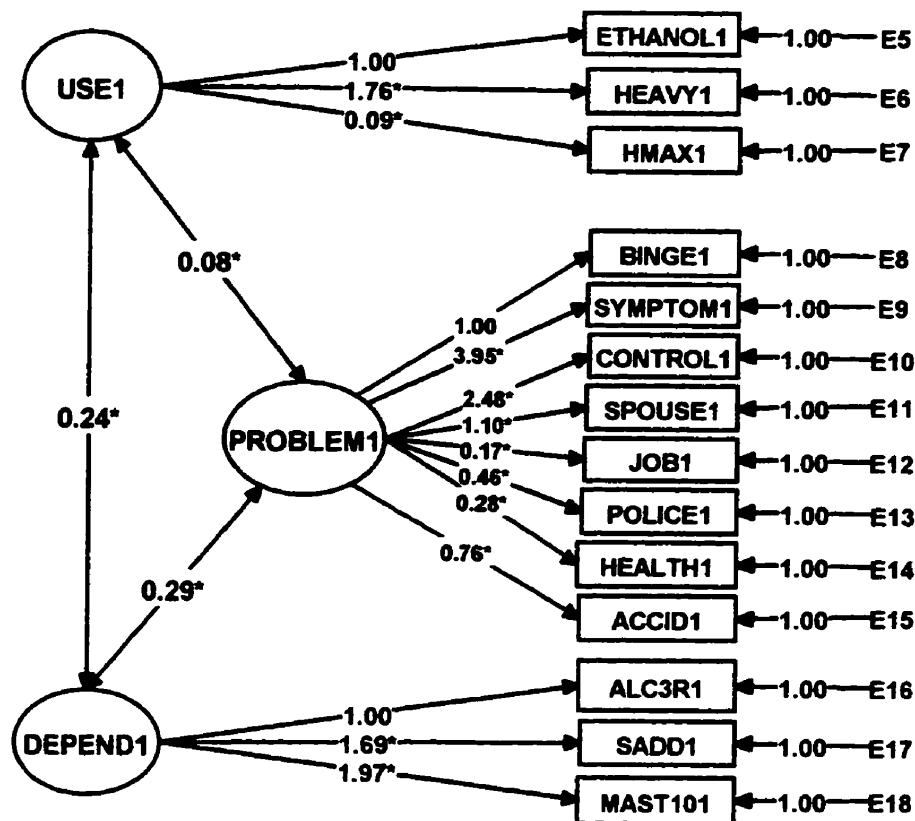 ETHANOL1 1.00 E5
1.00
USE1
1.76*
HEAVY1 1.00 E6
0.09*
HMAX1 1.00 E7
0.08*
BINGE1 1.00 E8
1.00
SYMPTOM1 1.00 E9
3.95*
CONTROL1 1.00 E10
2.48*
0.24*
SPOUSE1 1.00 E11
1.10*
PROBLEM1
0.17*
JOB1 1.00 E12
0.46*
POLICE1 1.00 E13
0.28*
HEALTH1 1.00 E14
0.76*
0.29*
ACCID1 1.00 E15
ALC3R1 1.00 E16
1.00
DEPEND1
1.69*
SADD1 1.00 E17
1.97*
MAST101 1.00 E18